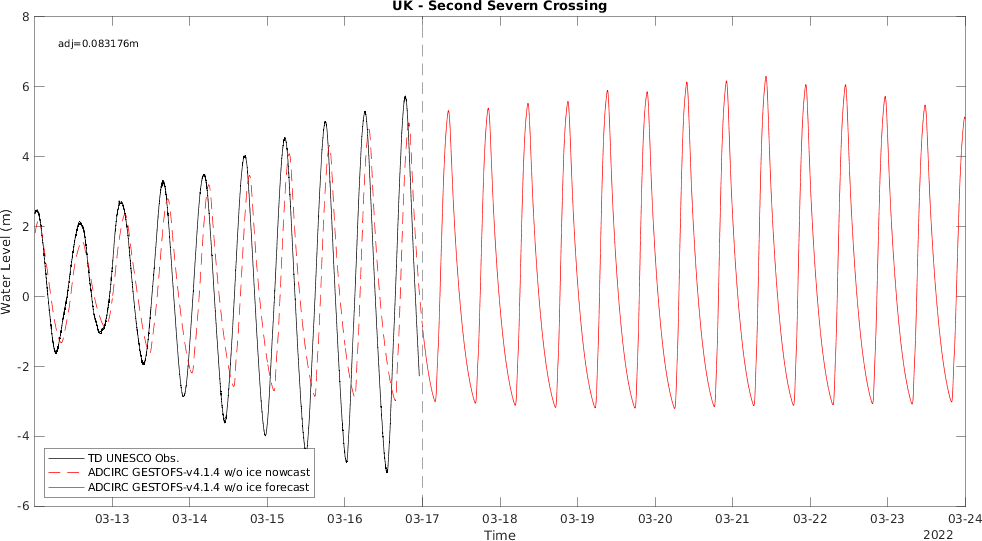 UK - Second Severn Crossing
8
adj=0.083176m
6
4
2
0
-2
-4
-6
Water Level (m)
TD UNESCO Obs.
ADCIRC GESTOFS-v4.1.4 w/o ice nowcast
ADCIRC GESTOFS-v4.1.4 w/o ice forecast
03-13 03-14 03-15 03-16 03-17 03-18 03-19 03-20 03-21 03-22 03-23 03-24
Time
2022